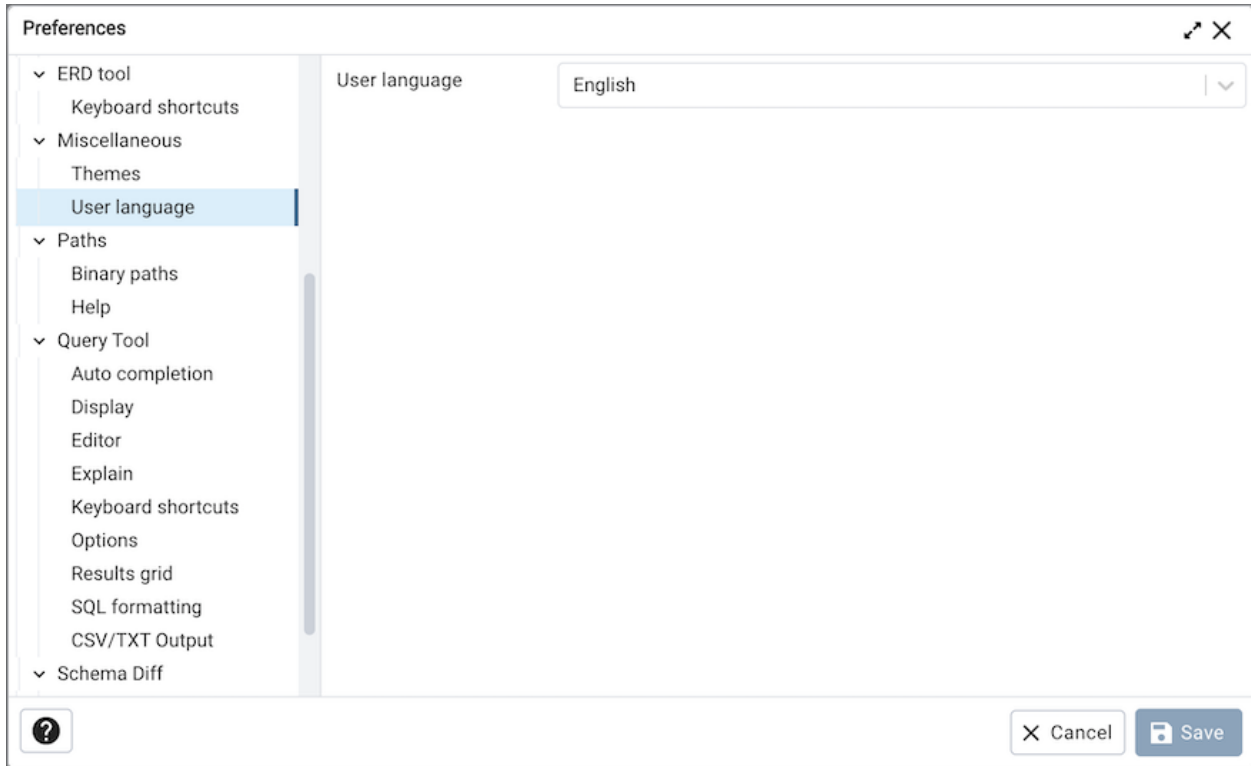 Preferences
ERD tool
Keyboard shortcuts
Miscellaneous
Themes
User language
Paths
Binary paths
Help
Query Tool
Auto completion
Display
Editor
Explain
Keyboard shortcuts
Options
Results grid
SQL formatting
CSV/TXT Output
Schema Diff
User language
English
?
Cancel
Save